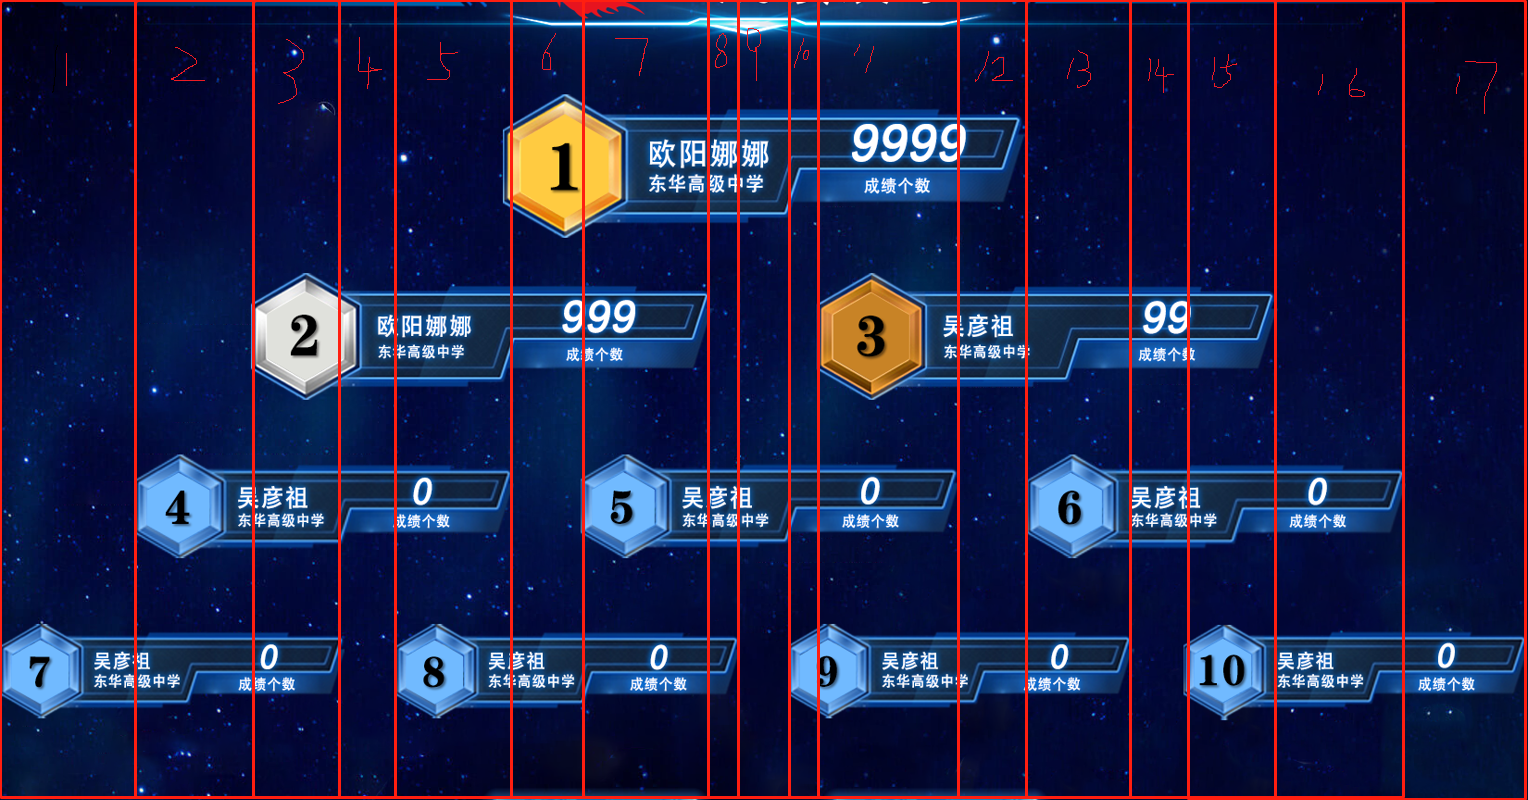 1 2 3 4 5 6 7 8 9 10 11 12 13 14 15 16 17
1
欧阳娜娜
东华高级中学
9999
成绩个数
2
欧阳娜娜
东华高级中学
999
成绩个数
3
吴彦祖
东华高级中学
99
成绩个数
4
吴彦祖
东华高级中学
0
成绩个数
5
吴彦祖
东华高级中学
0
成绩个数
6
吴彦祖
东华高级中学
0
成绩个数
7
吴彦祖
东华高级中学
0
成绩个数
8
吴彦祖
东华高级中学
0
成绩个数
9
吴彦祖
东华高级中学
0
成绩个数
10
吴彦祖
东华高级中学
0
成绩个数